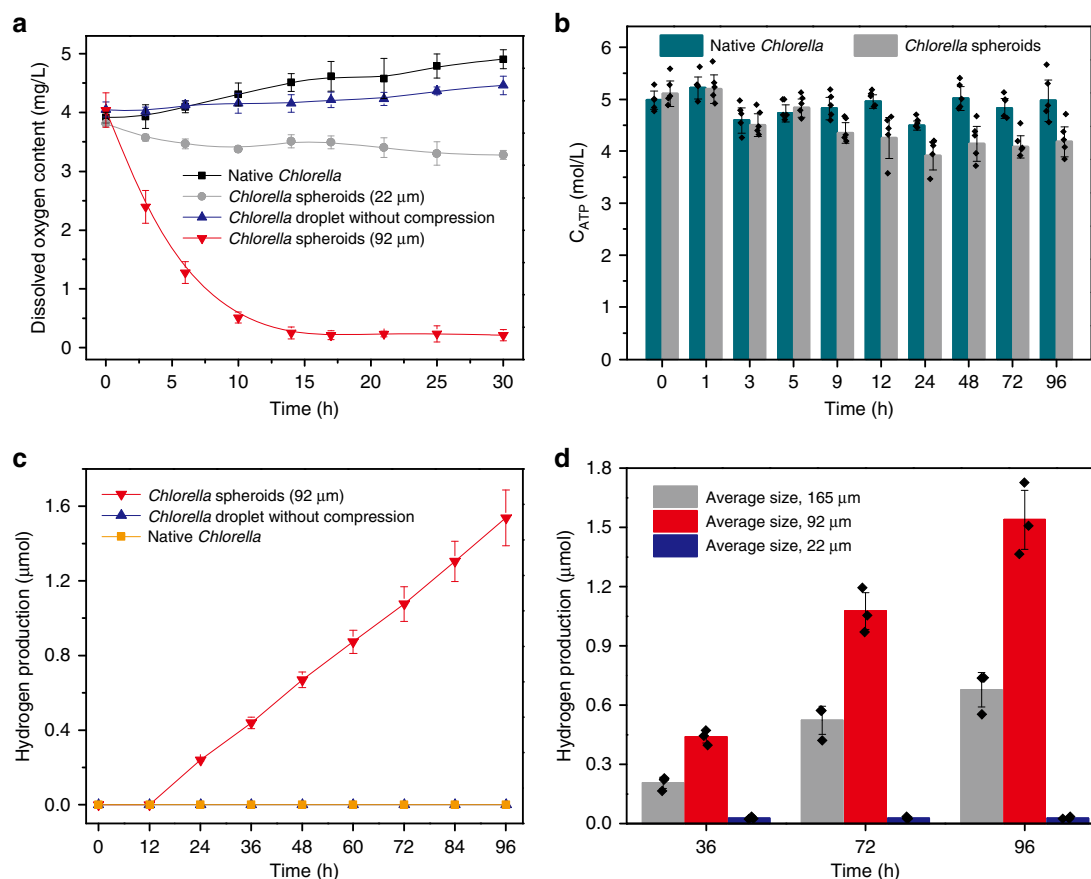 a
Dissolved oxygen content (mg/L)
5
4
3
2
1
0
Native Chlorella
Chlorella spheroids (22 μm)
Chlorella droplet without compression
Chlorella spheroids (92 μm)
0 5 10 15 20 25 30
Time (h)
b
Native Chlorella Chlorella spheroids
C_ATP (mol/L)
6
5
4
3
2
1
0
0 1 3 5 9 12 24 48 72 96
Time (h)
c
Hydrogen production (μmol)
1.6
1.2
0.8
0.4
0.0
Chlorella spheroids (92 μm)
Chlorella droplet without compression
Native Chlorella
0 12 24 36 48 60 72 84 96
Time (h)
d
Hydrogen production (μmol)
1.8
1.5
1.2
0.9
0.6
0.3
0.0
Average size, 165 μm
Average size, 92 μm
Average size, 22 μm
36 72 96
Time (h)